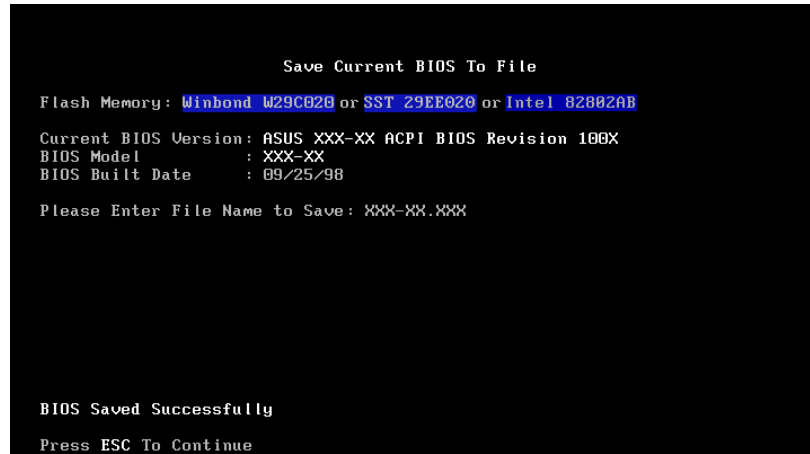 Save Current BIOS To File
Flash Memory: Winbond W29C020 or SST 29EE020 or Intel 82802AB
Current BIOS Version: ASUS XXX-XX ACPI BIOS Revision 100X
BIOS Model : XXX-XX
BIOS Built Date : 09/25/98
Please Enter File Name to Save: XXX-XX.XXX
BIOS Saved Successfully
Press ESC To Continue